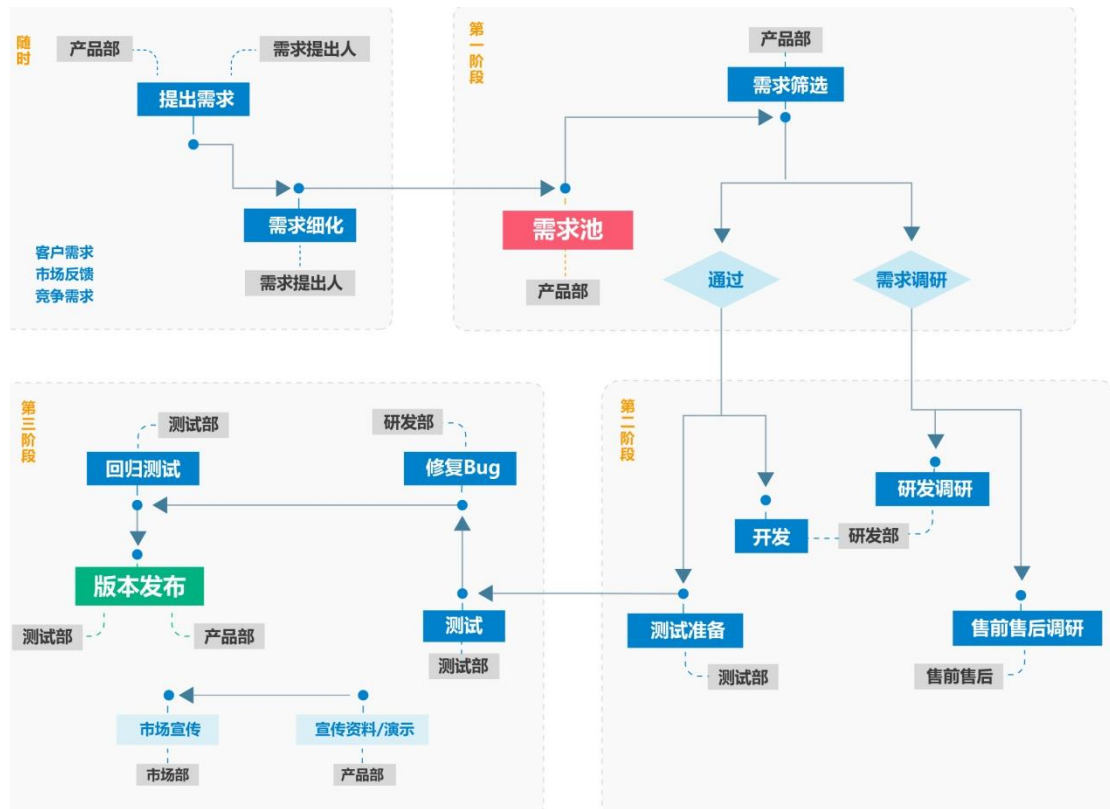 随时
产品部
需求提出人
提出需求
需求细化
需求提出人
客户需求
市场反馈
竞争需求
第一阶段
产品部
需求筛选
需求池
产品部
通过
需求调研
第三阶段
测试部
回归测试
研发部
修复Bug
版本发布
测试部
产品部
测试
测试部
市场宣传
市场部
宣传资料/演示
产品部
第二阶段
研发调研
开发
研发部
测试准备
测试部
售前售后调研
售前售后